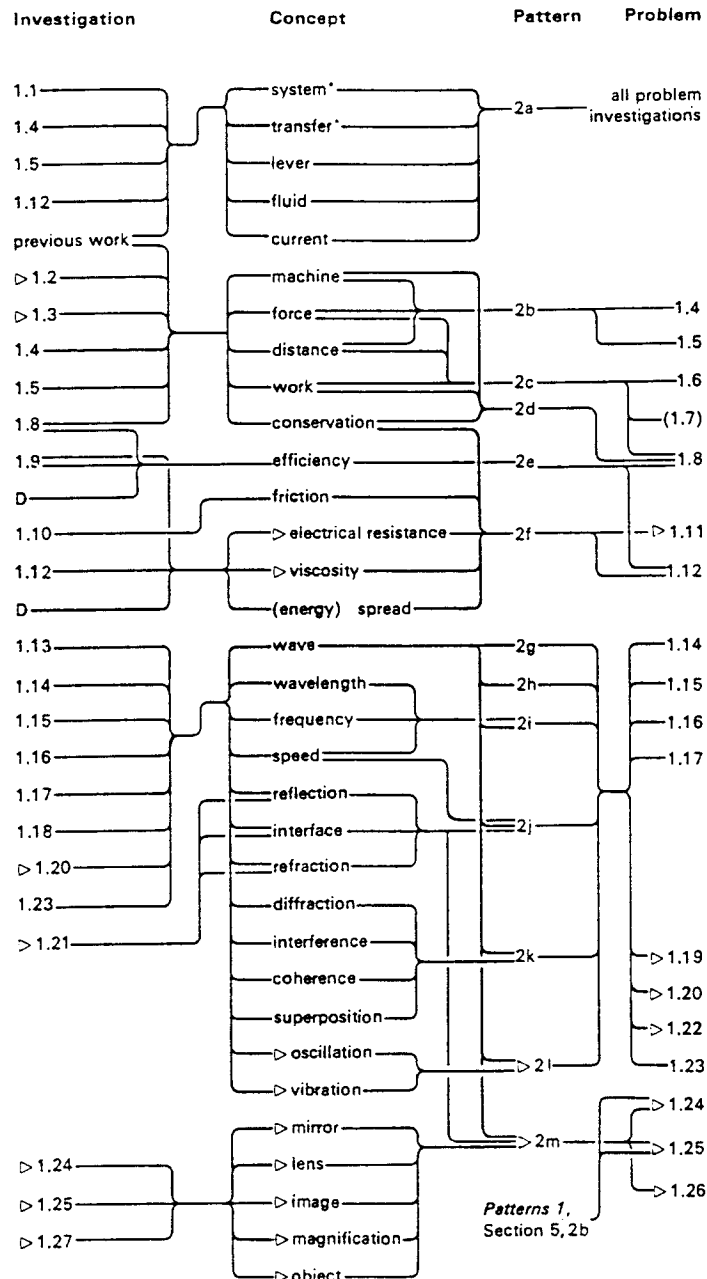 Investigation Concept Pattern Problem
1.1 system* 2a all problem
investigations
1.4 transfer*
1.5 lever
1.12 fluid
previous work current
▷ 1.2 machine
▷ 1.3 force 2b 1.4
1.4 distance 1.5
1.5 work 2c 1.6
2d (1.7)
1.8 conservation
1.9 efficiency 2e 1.8
D friction
1.10 ▷ electrical resistance 2f ▷ 1.11
1.12 ▷ viscosity 1.12
D (energy) spread
1.13 wave 2g 1.14
1.14 wavelength 2h 1.15
1.15 frequency 2i 1.16
1.16 speed 1.17
1.17 reflection
1.18 interface 2j
▷ 1.20 refraction
1.23 diffraction
▷ 1.21 interference
2k ▷ 1.19
coherence ▷ 1.20
superposition ▷ 1.22
▷ oscillation
▷ 2l 1.23
▷ vibration
▷ 1.24
▷ mirror
▷ 2m ▷ 1.25
▷ 1.24 ▷ lens
▷ 1.26
▷ 1.25 ▷ image
Patterns 1,
Section 5, 2b
▷ 1.27 ▷ magnification
▷ object